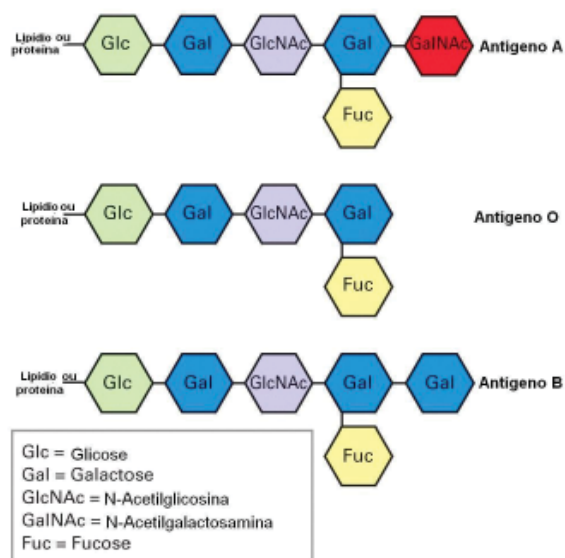 Lipídio ou
proteína
Glc
Gal
GlcNAc
Gal
GalNAc
Antígeno A
Fuc
Lipídio ou
proteína
Glc
Gal
GlcNAc
Gal
Antígeno O
Fuc
Lipídio ou
proteína
Glc
Gal
GlcNAc
Gal
Gal
Antígeno B
Fuc
Glc = Glicose
Gal = Galactose
GlcNAc = N-Acetilglicosina
GalNAc = N-Acetilgalactosamina
Fuc = Fucose